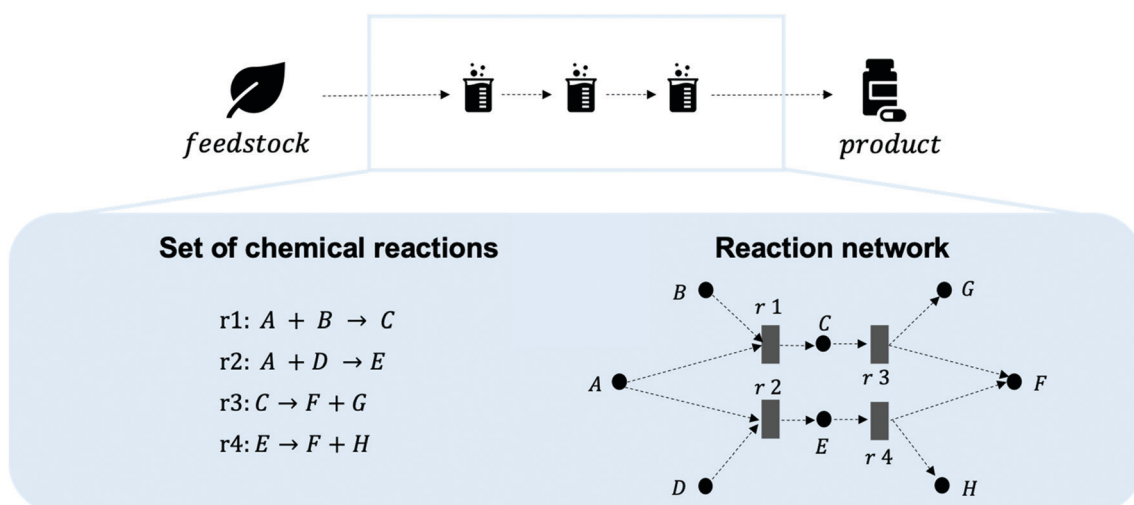 feedstock
product
Set of chemical reactions
r1: A + B → C
r2: A + D → E
r3: C → F + G
r4: E → F + H
Reaction network
B
r 1
C
G
A
r 2
r 3
F
E
r 4
D
H